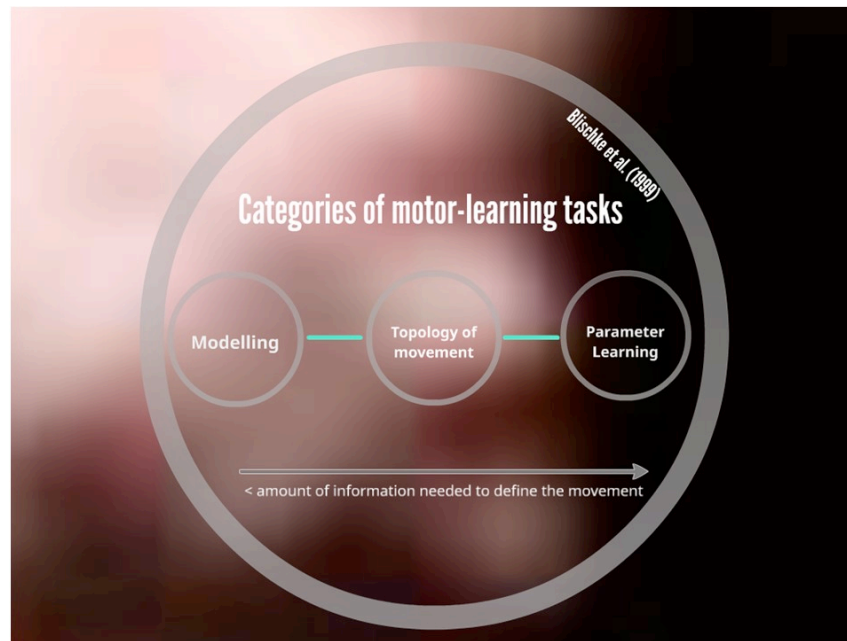 Blischke et al. (1999)
Categories of motor-learning tasks
Modelling
Topology of
movement
Parameter
Learning
< amount of information needed to define the movement